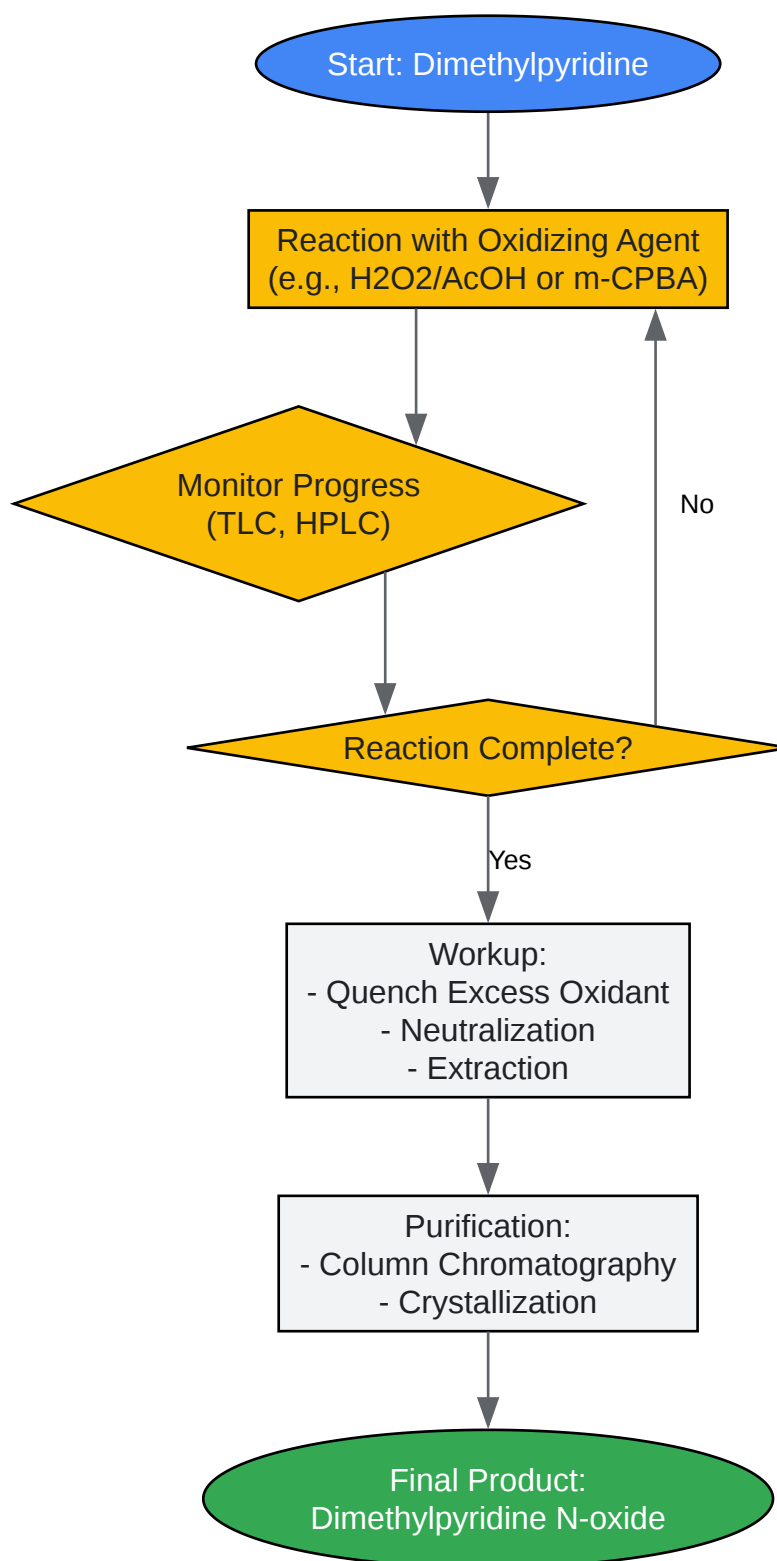 Start: Dimethylpyridine
Reaction with Oxidizing Agent
(e.g., H2O2/AcOH or m-CPBA)
Monitor Progress
(TLC, HPLC)
No
Reaction Complete?
Yes
Workup:
- Quench Excess Oxidant
- Neutralization
- Extraction
Purification:
- Column Chromatography
- Crystallization
Final Product:
Dimethylpyridine N-oxide